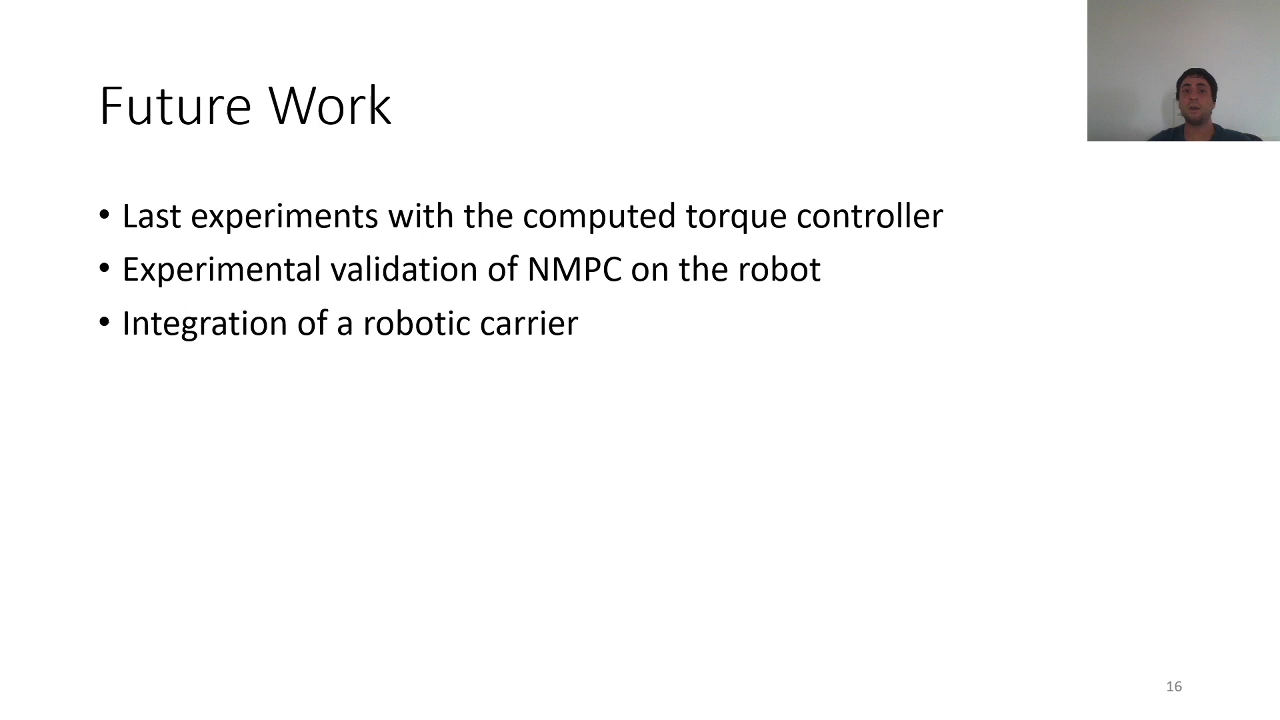 Future Work
• Last experiments with the computed torque controller
• Experimental validation of NMPC on the robot
• Integration of a robotic carrier
16